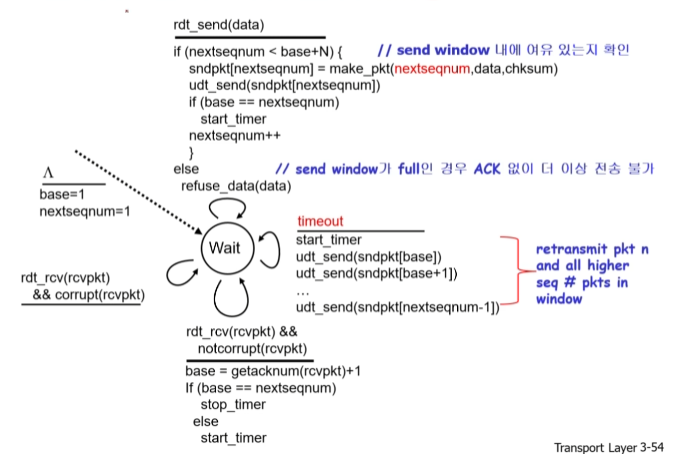 rdt_send(data)
if (nextseqnum < base+N) { // send window 내에 여유 있는지 확인
sndpkt[nextseqnum] = make_pkt(nextseqnum,data,chksum)
udt_send(sndpkt[nextseqnum])
if (base == nextseqnum)
start_timer
nextseqnum++
}
else // send window가 full인 경우 ACK 없이 더 이상 전송 불가
refuse_data(data)
Λ
base=1
nextseqnum=1
Wait
timeout
start_timer
udt_send(sndpkt[base])
udt_send(sndpkt[base+1])
…
udt_send(sndpkt[nextseqnum-1])
retransmit pkt n
and all higher
seq # pkts in
window
rdt_rcv(rcvpkt)
&& corrupt(rcvpkt)
rdt_rcv(rcvpkt) &&
notcorrupt(rcvpkt)
base = getacknum(rcvpkt)+1
If (base == nextseqnum)
stop_timer
else
start_timer
Transport Layer 3-54